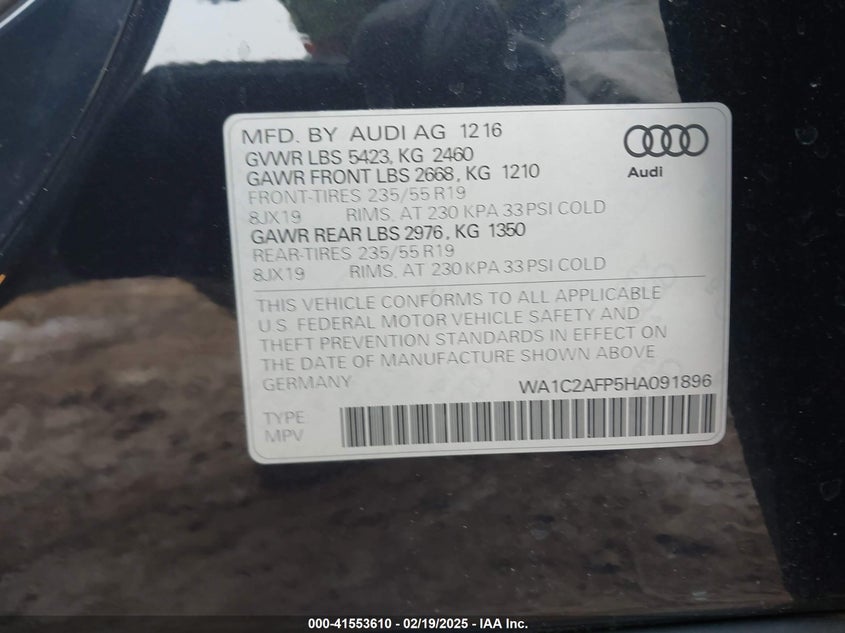 MFD. BY AUDI AG 12 16
GVWR LBS 5423, KG 2460
GAWR FRONT LBS 2668, KG 1210
FRONT-TIRES 235/55 R19
8JX19 RIMS, AT 230 KPA 33 PSI COLD
GAWR REAR LBS 2976, KG 1350
REAR-TIRES 235/55 R19
8JX19 RIMS, AT 230 KPA 33 PSI COLD
Audi
THIS VEHICLE CONFORMS TO ALL APPLICABLE
U.S. FEDERAL MOTOR VEHICLE SAFETY AND
THEFT PREVENTION STANDARDS IN EFFECT ON
THE DATE OF MANUFACTURE SHOWN ABOVE
GERMANY
WA1C2AFP5HA091896
TYPE
MPV
000-41553610 - 02/19/2025 - IAA Inc.